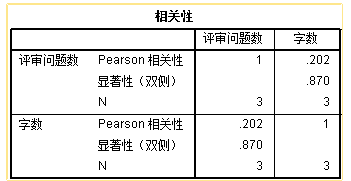 相关性
评审问题数 字数
评审问题数 Pearson 相关性 1 .202
显著性（双侧） .870
N 3 3
字数 Pearson 相关性 .202 1
显著性（双侧） .870
N 3 3